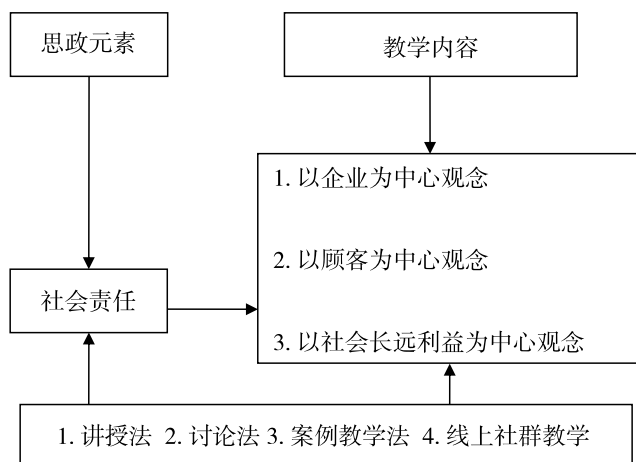 思政元素
教学内容
1. 以企业为中心观念
2. 以顾客为中心观念
社会责任
3. 以社会长远利益为中心观念
1. 讲授法 2. 讨论法 3. 案例教学法 4. 线上社群教学